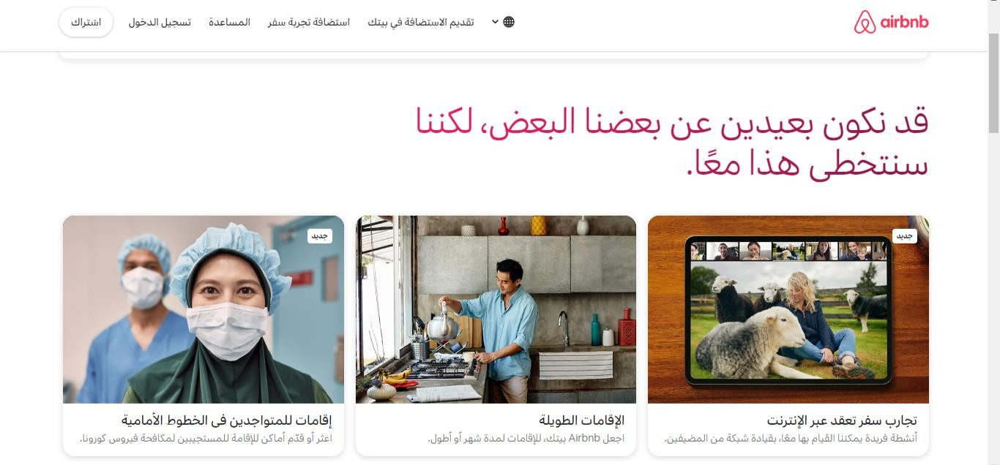 airbnb
تقديم الاستضافة في بيتك
استضافة تجربة سفر
المساعدة
تسجيل الدخول
اشتراك
قد نكون بعيدين عن بعضنا البعض، لكننا
سنتخطى هذا معًا.
جديد
تجارب سفر تعقد عبر الإنترنت
أنشطة فريدة يمكننا القيام بها معًا، بقيادة شبكة من المضيفين.
الإقامات الطويلة
اجعل Airbnb بيتك، للإقامات لمدة شهر أو أطول.
جديد
إقامات للمتواجدين في الخطوط الأمامية
اعثر أو قدّم أماكن للإقامة للمستجيبين لمكافحة فيروس كورونا.